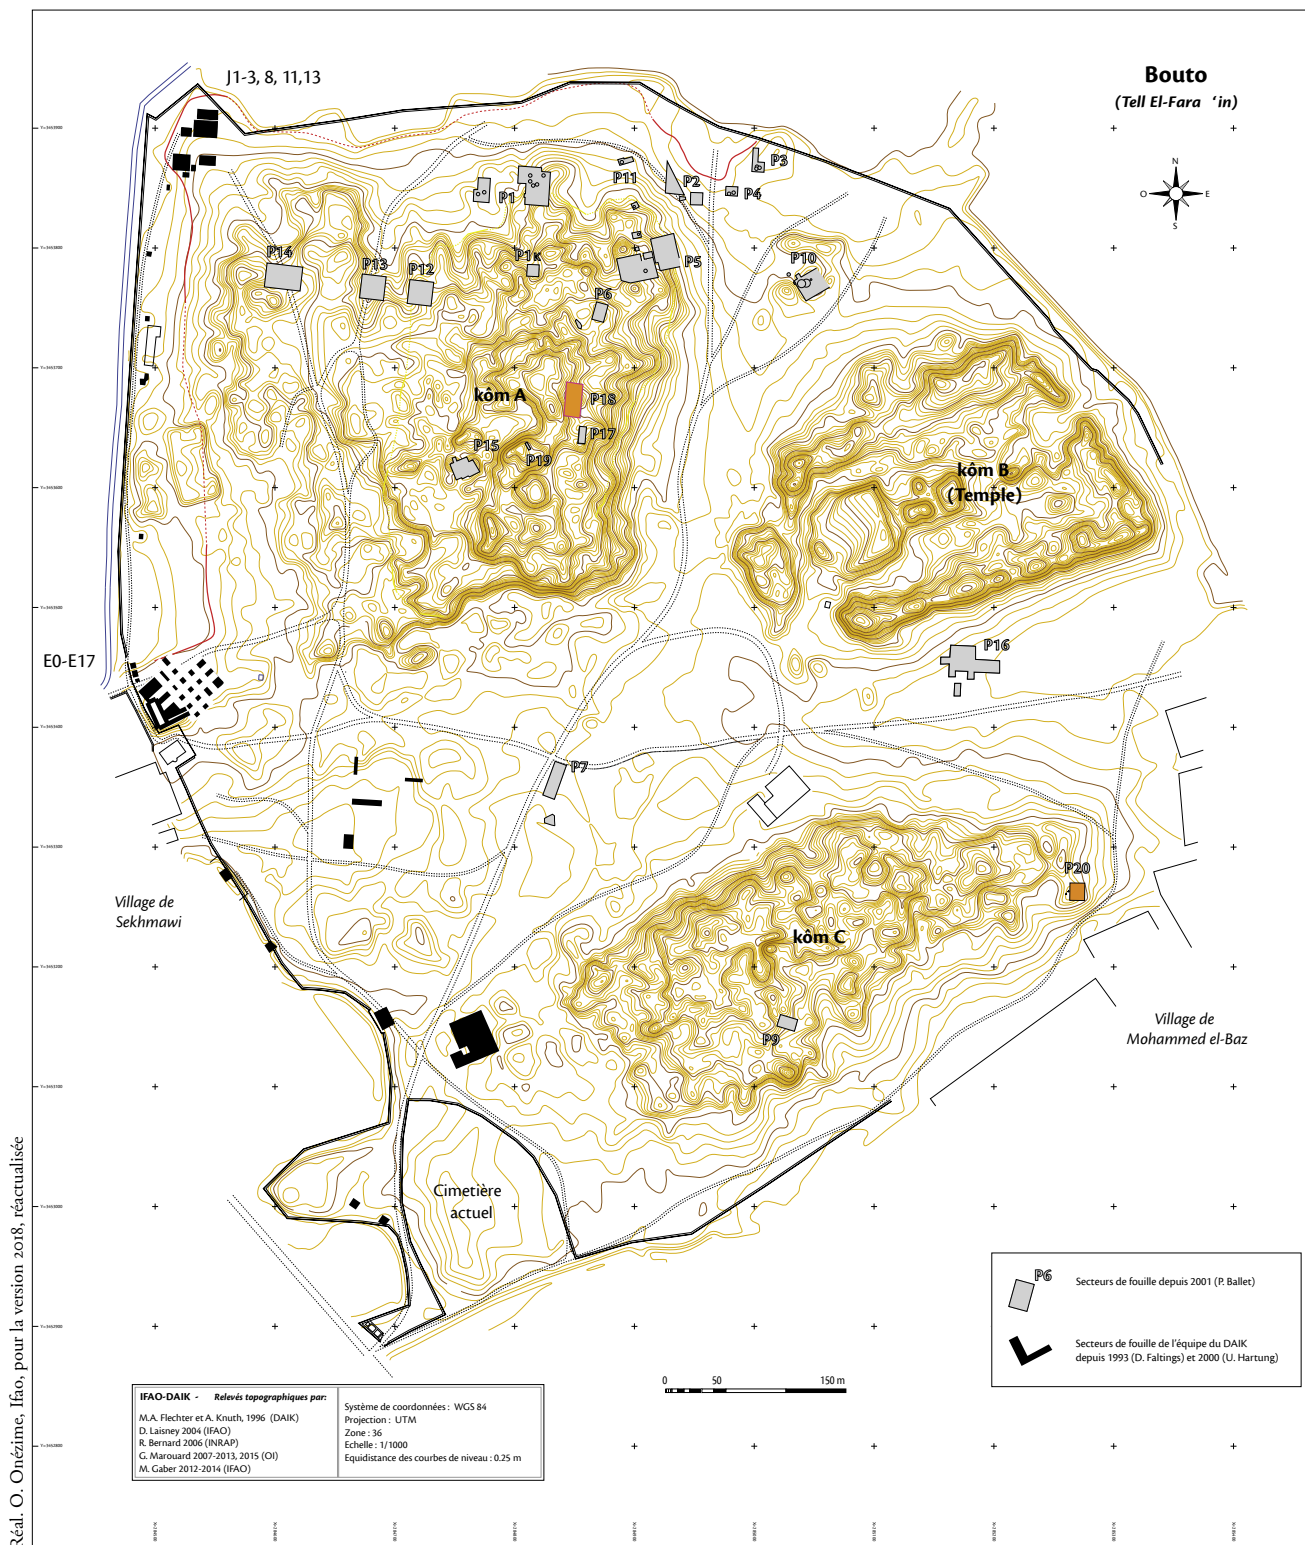 Bouto
(Tell El-Fara 'in)
N
O
E
S
J1-3, 8, 11,13
P3
P11
P2
P4
P1
P14
P13
P12
P1k
P5
P10
P6
kôm A
P18
P17
P15
P19
kôm B
(Temple)
E0-E17
P16
P7
P20
Village de
Sekhmawi
kôm C
P9
Village de
Mohammed el-Baz
Cimetière
actuel
P6
Secteurs de fouille depuis 2001 (P. Ballet)
Secteurs de fouille de l'équipe du DAIK
depuis 1993 (D. Faltings) et 2000 (U. Hartung)
0
50
150 m
IFAO-DAIK - Relevés topographiques par:
M.A. Flechter et A. Knuth, 1996 (DAIK)
D. Laisney 2004 (IFAO)
R. Bernard 2006 (INRAP)
G. Marouard 2007-2013, 2015 (OI)
M. Gaber 2012-2014 (IFAO)
Système de coordonnées : WGS 84
Projection : UTM
Zone : 36
Echelle : 1/1000
Equidistance des courbes de niveau : 0.25 m
Réal. O. Onézime, Ifao, pour la version 2018, réactualisée